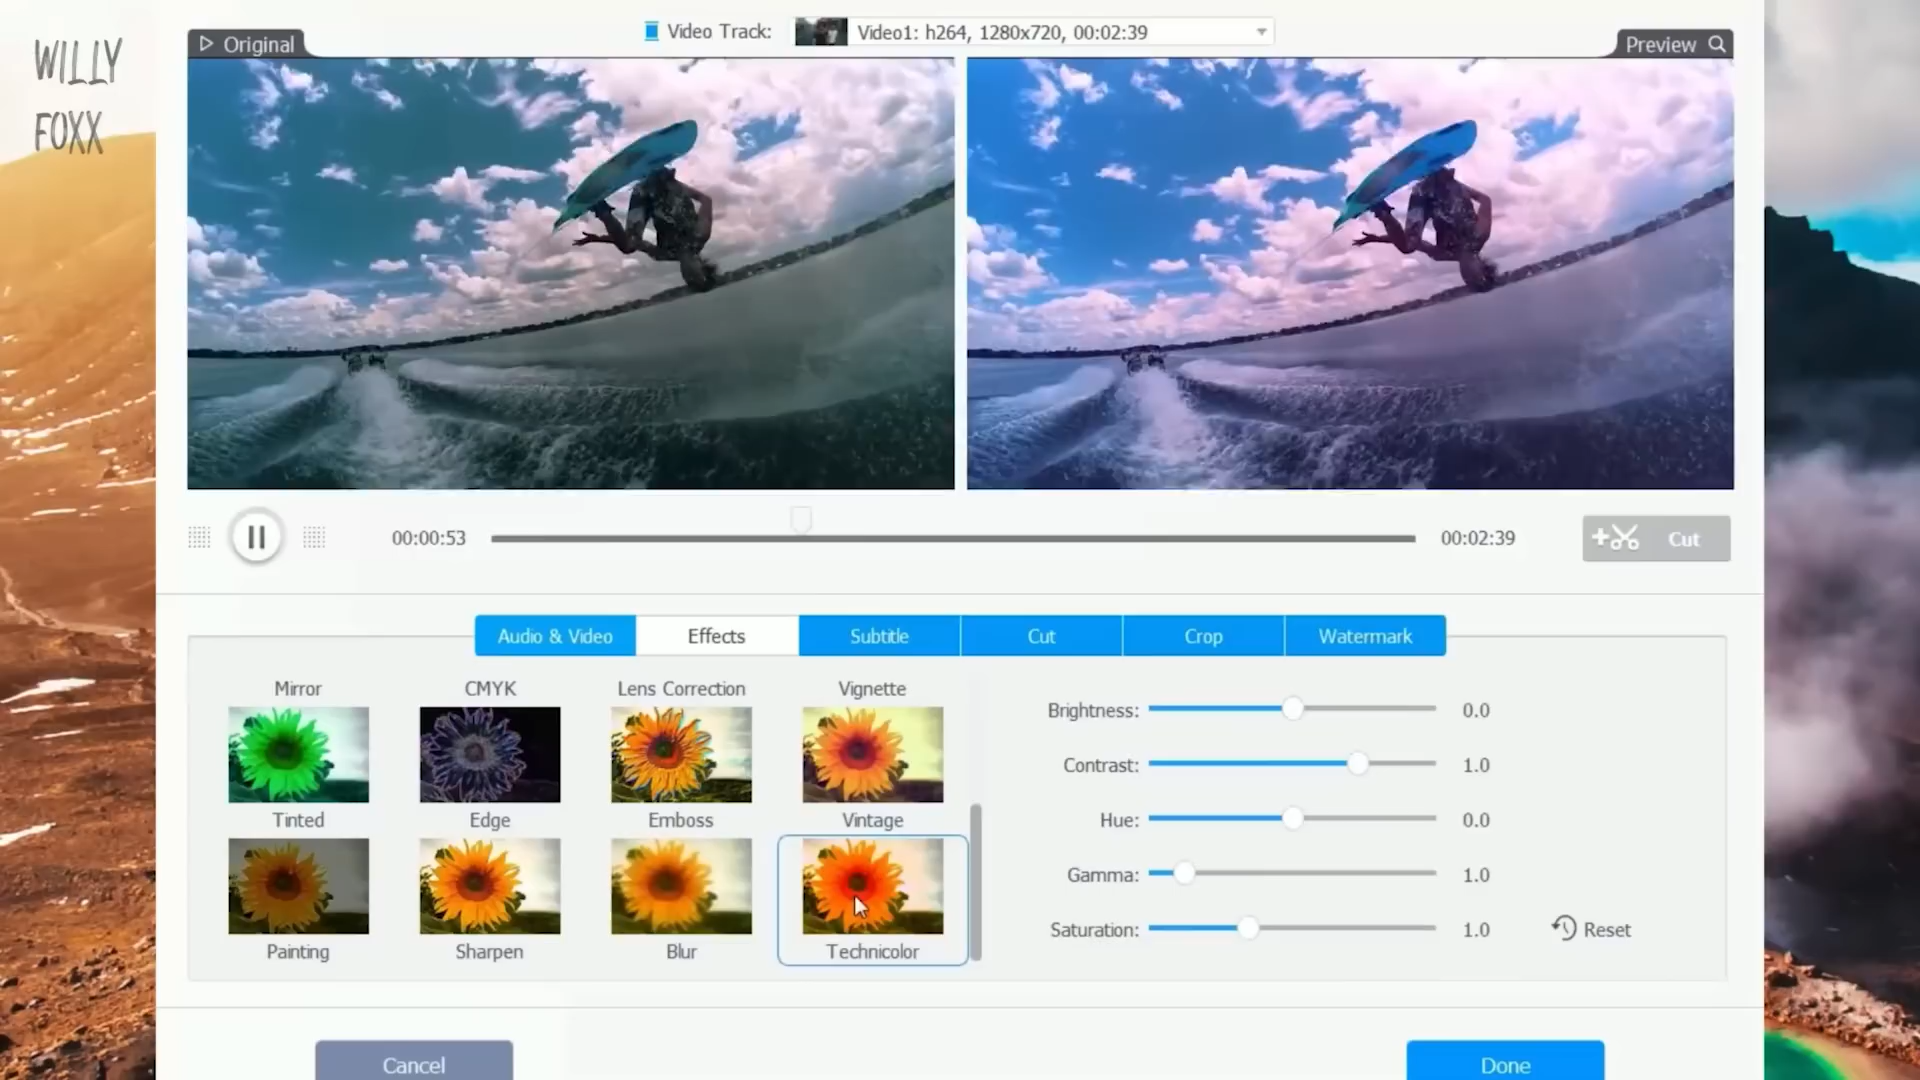 WILLY
FOXX
Original
Video Track:
Video1: h264, 1280x720, 00:02:39
Preview
00:00:53
00:02:39
Cut
Audio & Video
Effects
Subtitle
Cut
Crop
Watermark
Mirror
CMYK
Lens Correction
Vignette
Tinted
Edge
Emboss
Vintage
Painting
Sharpen
Blur
Technicolor
Brightness:
0.0
Contrast:
1.0
Hue:
0.0
Gamma:
1.0
Saturation:
1.0
Reset
Cancel
Done